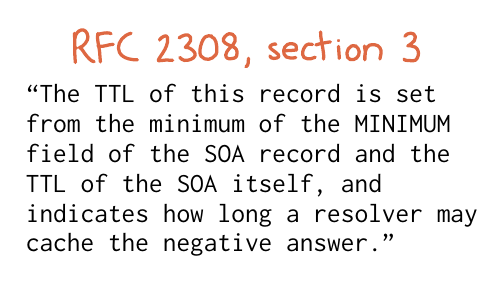 RFC 2308, section 3
“The TTL of this record is set
from the minimum of the MINIMUM
field of the SOA record and the
TTL of the SOA itself, and
indicates how long a resolver may
cache the negative answer.”